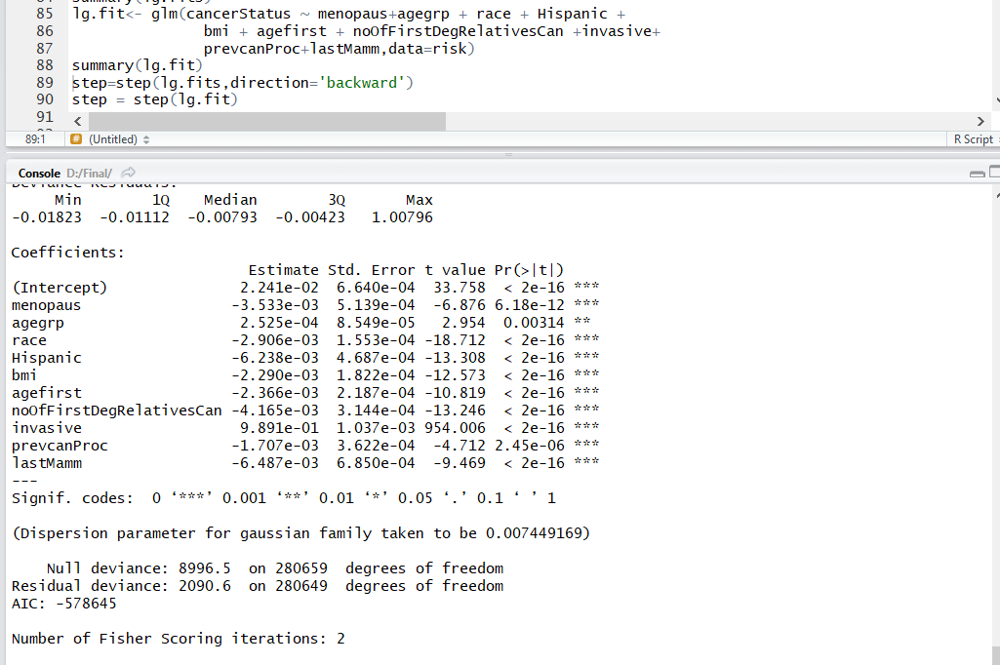 85 lg.fit<- glm(cancerStatus ~ menopaus+agegrp + race + Hispanic +
86 bmi + agefirst + noOfFirstDegRelativesCan +invasive+
87 prevcanProc+lastMamm,data=risk)
88 summary(lg.fit)
89 step=step(lg.fits,direction='backward')
90 step = step(lg.fit)
91
89:1 (Untitled) R Script
Console D:/Final/
Deviance Residuals:
Min 1Q Median 3Q Max
-0.01823 -0.01112 -0.00793 -0.00423 1.00796
Coefficients:
Estimate Std. Error t value Pr(>|t|)
(Intercept) 2.241e-02 6.640e-04 33.758 < 2e-16 ***
menopaus -3.533e-03 5.139e-04 -6.876 6.18e-12 ***
agegrp 2.525e-04 8.549e-05 2.954 0.00314 **
race -2.906e-03 1.553e-04 -18.712 < 2e-16 ***
Hispanic -6.238e-03 4.687e-04 -13.308 < 2e-16 ***
bmi -2.290e-03 1.822e-04 -12.573 < 2e-16 ***
agefirst -2.366e-03 2.187e-04 -10.819 < 2e-16 ***
noOfFirstDegRelativesCan -4.165e-03 3.144e-04 -13.246 < 2e-16 ***
invasive 9.891e-01 1.037e-03 954.006 < 2e-16 ***
prevcanProc -1.707e-03 3.622e-04 -4.712 2.45e-06 ***
lastMamm -6.487e-03 6.850e-04 -9.469 < 2e-16 ***
---
Signif. codes: 0 ‘***’ 0.001 ‘**’ 0.01 ‘*’ 0.05 ‘.’ 0.1 ‘ ’ 1
(Dispersion parameter for gaussian family taken to be 0.007449169)
Null deviance: 8996.5 on 280659 degrees of freedom
Residual deviance: 2090.6 on 280649 degrees of freedom
AIC: -578645
Number of Fisher Scoring iterations: 2